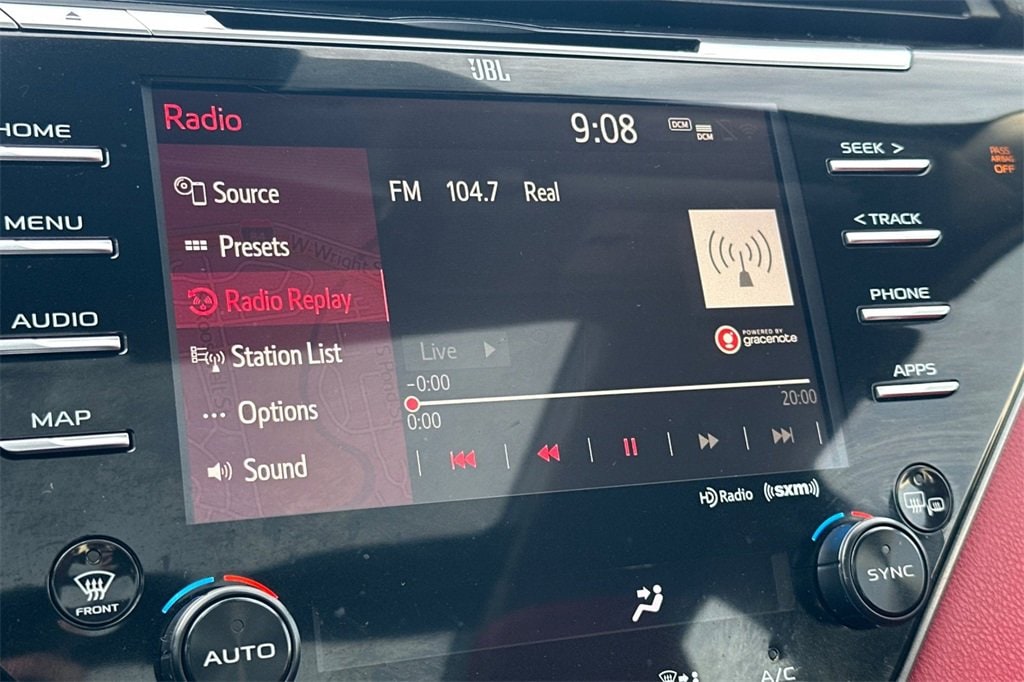 JBL
HOME
MENU
AUDIO
MAP
Radio
9:08
DCM
DCM
Source
Presets
Radio Replay
Station List
Options
Sound
FM 104.7 Real
POWERED BY
gracenote
Live
-0:00
0:00
20:00
HD Radio
((sxm))
SEEK >
< TRACK
PHONE
APPS
PASS
AIRBAG
OFF
FRONT
AUTO
SYNC
A/C